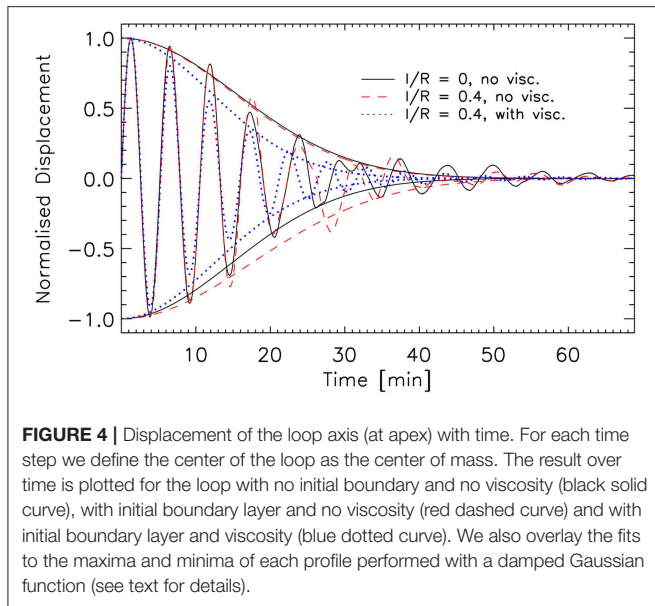 1.0
0.5
0.0
−0.5
−1.0
Normalised Displacement
l/R = 0, no visc.
l/R = 0.4, no visc.
l/R = 0.4, with visc.
10 20 30 40 50 60
Time [min]
FIGURE 4 | Displacement of the loop axis (at apex) with time. For each time
step we define the center of the loop as the center of mass. The result over
time is plotted for the loop with no initial boundary and no viscosity (black solid
curve), with initial boundary layer and no viscosity (red dashed curve) and with
initial boundary layer and viscosity (blue dotted curve). We also overlay the fits
to the maxima and minima of each profile performed with a damped Gaussian
function (see text for details).